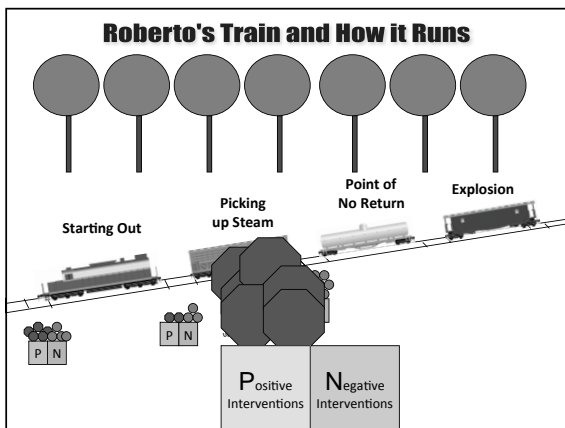 Roberto's Train and How it Runs
Starting Out
Picking
up Steam
Point of
No Return
Explosion
P N
P N
Positive
Interventions
Negative
Interventions